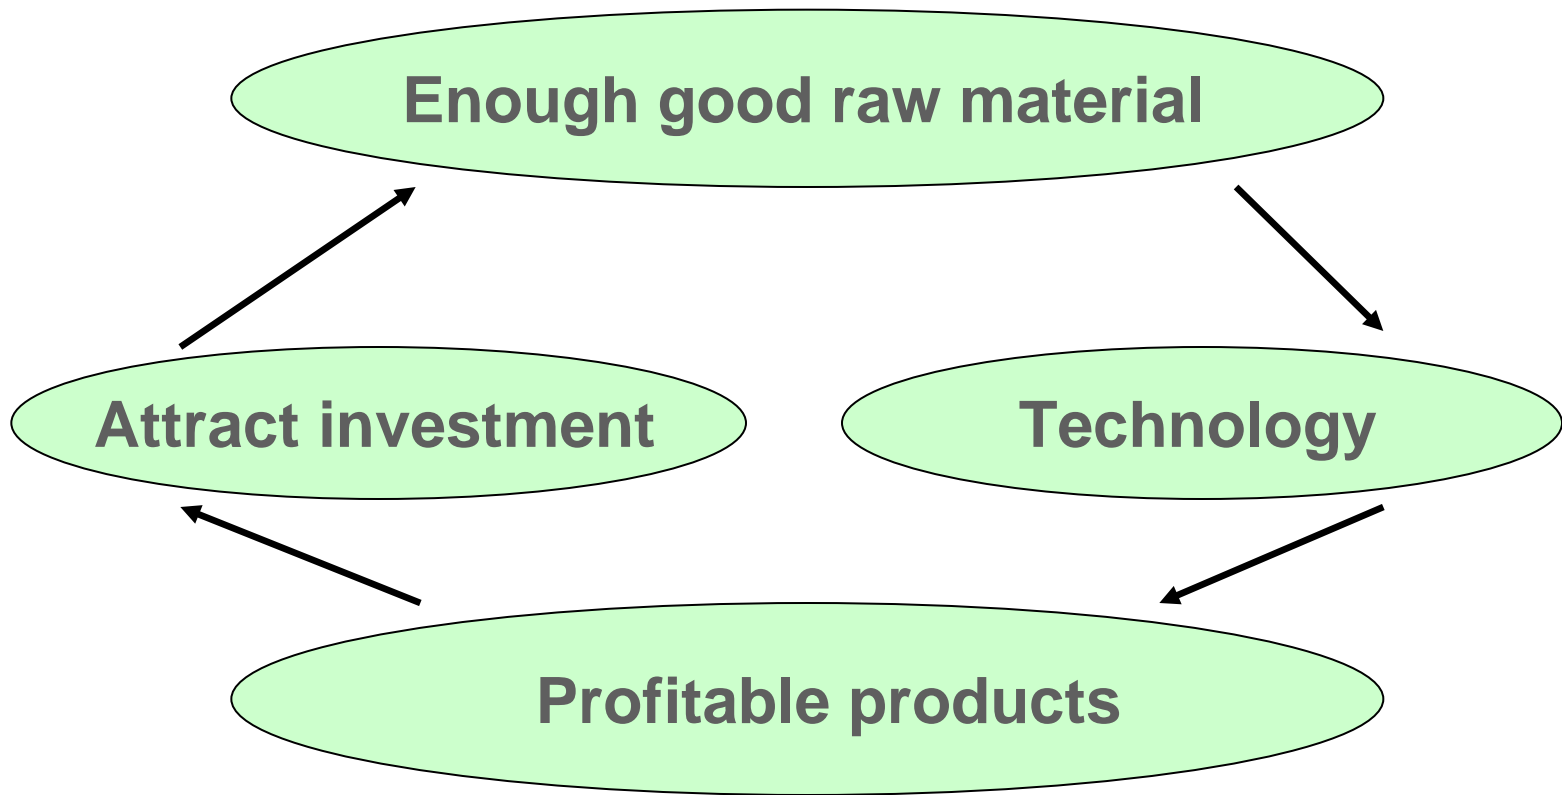 Enough good raw material
Attract investment
Technology
Profitable products